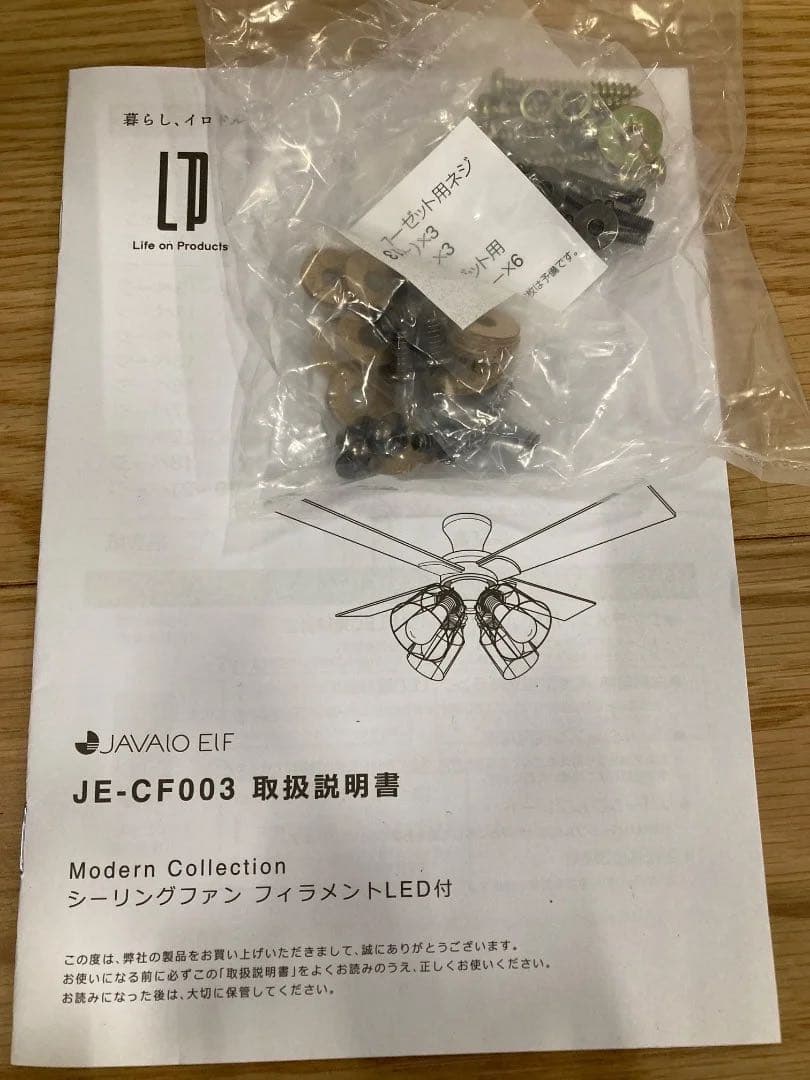 暮らし、イロドル
LP
Life on Products
ーゼット用ネジ
×3
×3
ット用
ー×6
枚は予備です。
JAVALO ELF
JE-CF003 取扱説明書
Modern Collection
シーリングファン フィラメントLED付
この度は、弊社の製品をお買い上げいただきまして、誠にありがとうございます。
お使いになる前に必ずこの「取扱説明書」をよくお読みのうえ、正しくお使いください。
お読みになった後は、大切に保管してください。